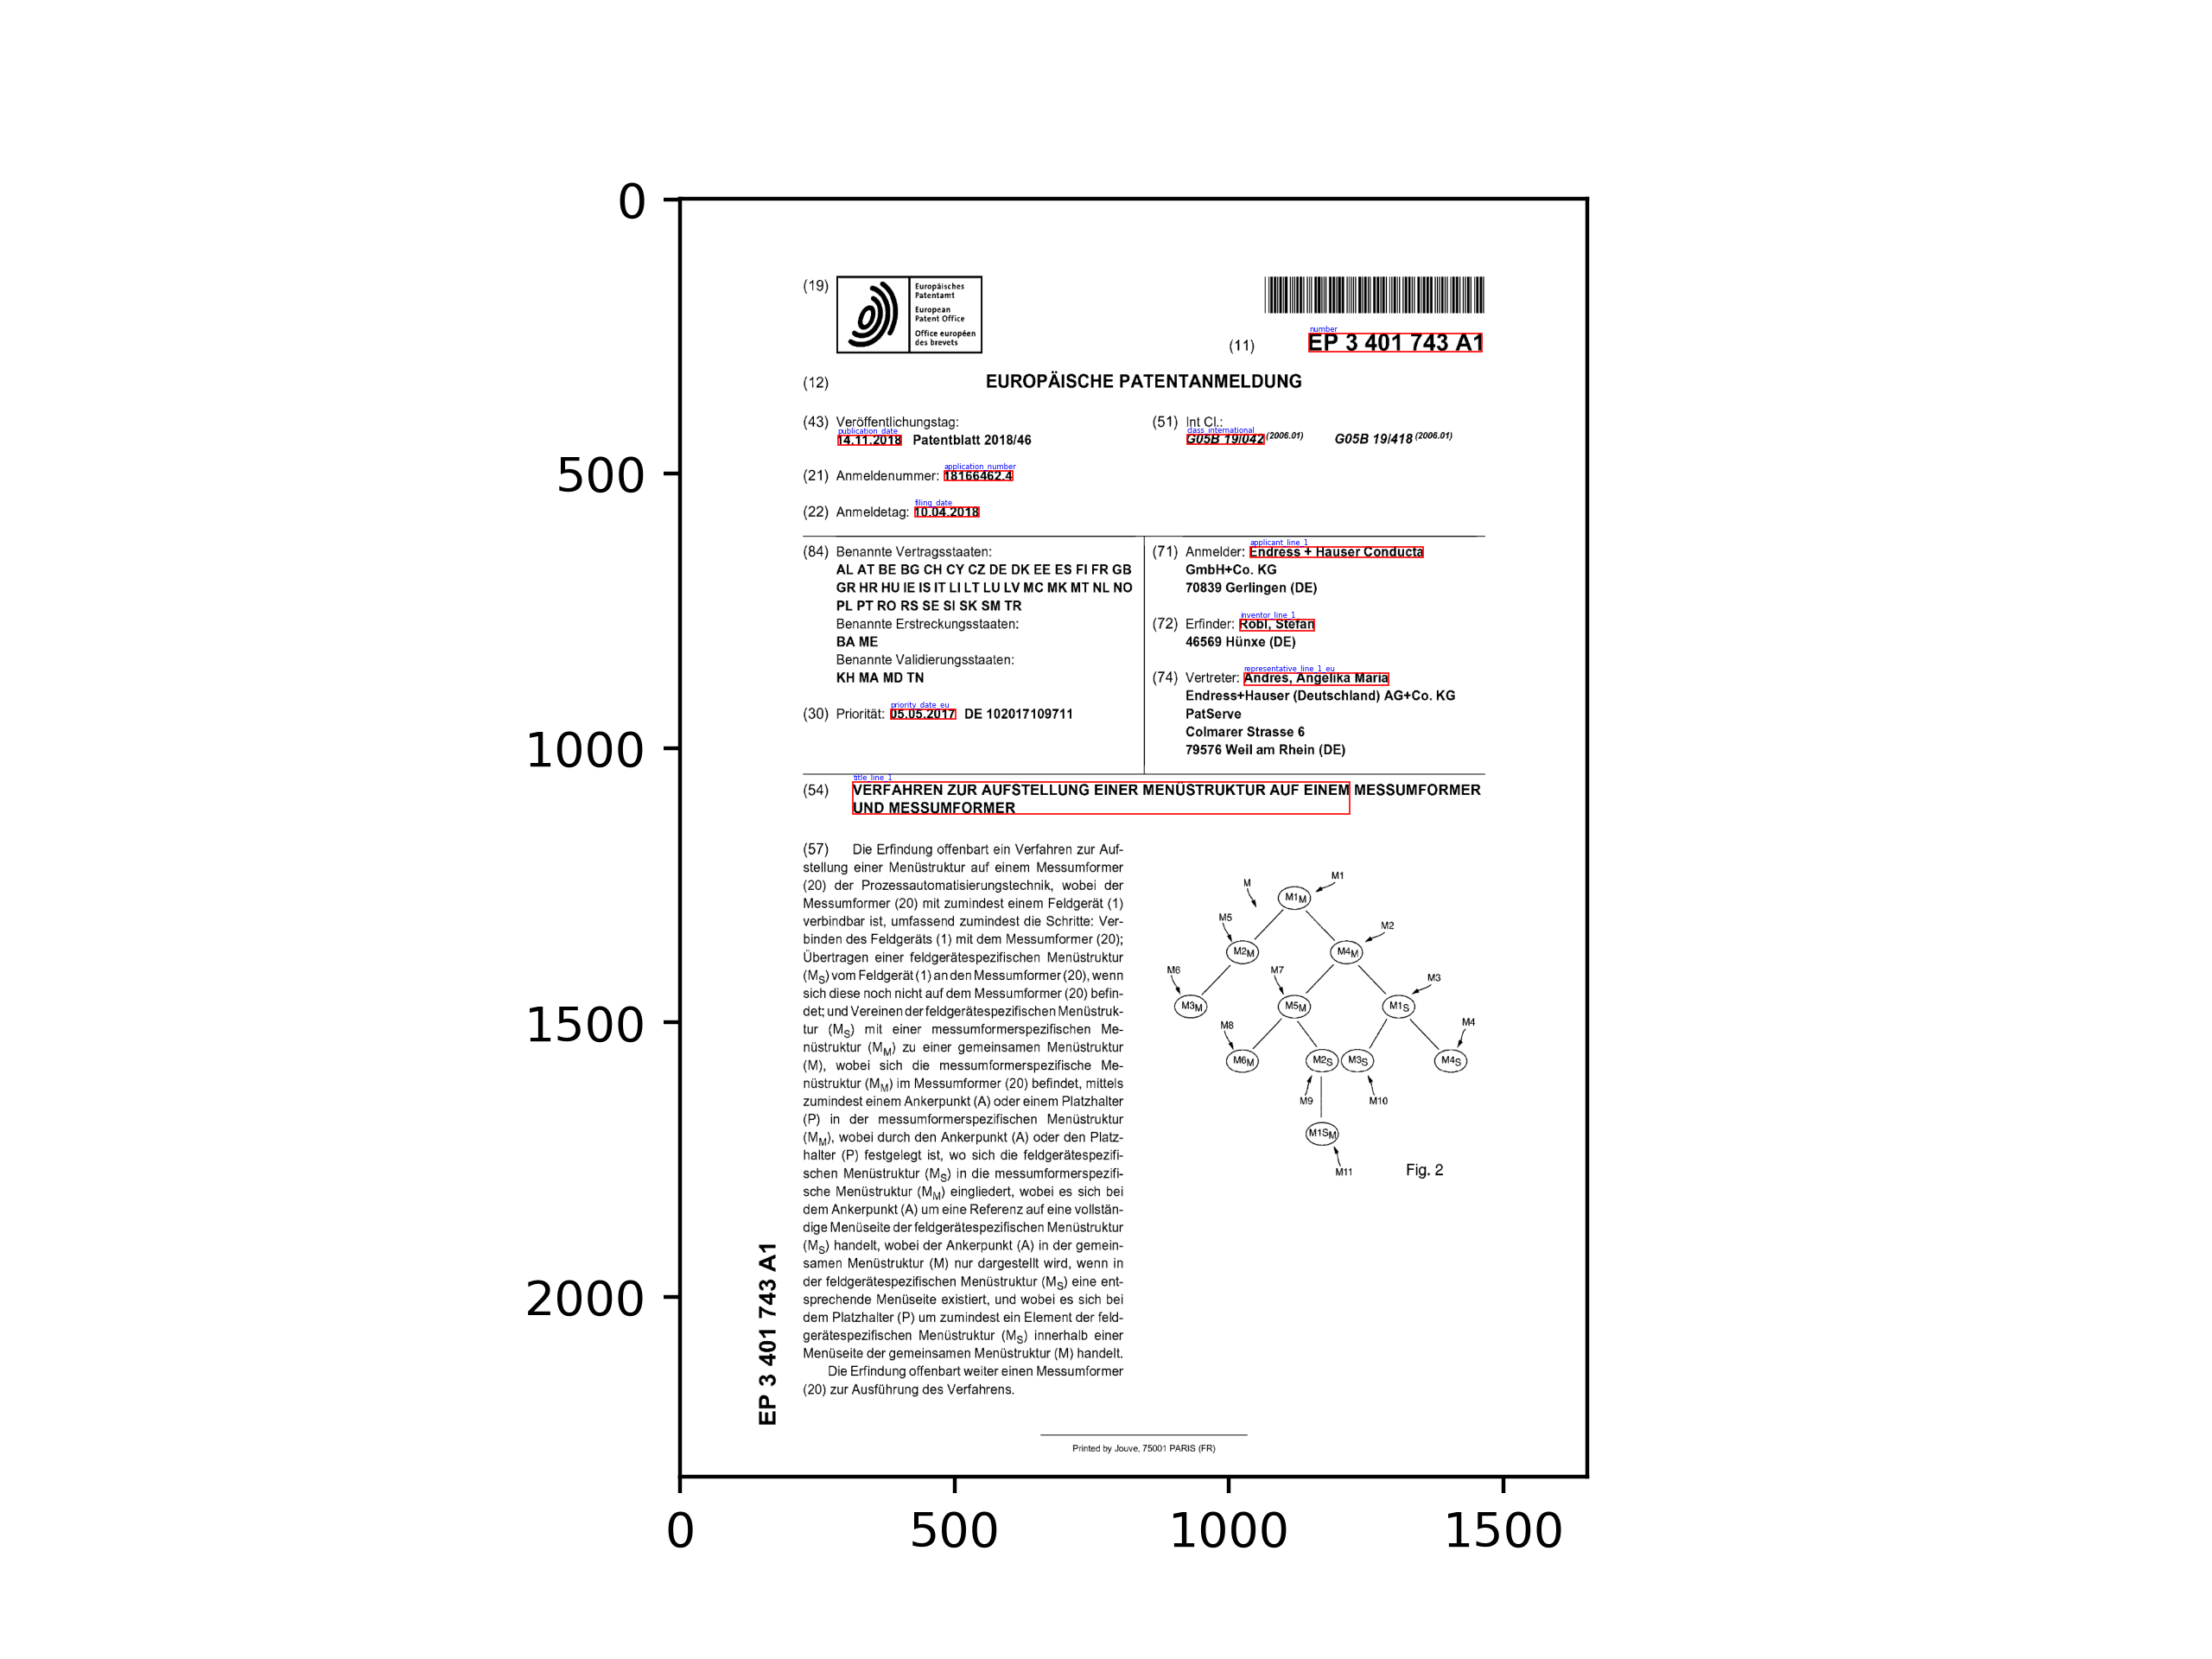 0
500
1000
1500
2000
0
500
1000
1500
(19)
Europäisches
Patentamt
European
Patent Office
Office européen
des brevets
number
(11)
EP 3 401 743 A1
(12)
EUROPÄISCHE PATENTANMELDUNG
(43) Veröffentlichungstag:
publication_date
14.11.2018 Patentblatt 2018/46
(21) Anmeldenummer: 18166462.4
application_number
(22) Anmeldetag: 10.04.2018
filing_date
(51) Int Cl.:
class_international
G05B 19/042 (2006.01) G05B 19/418 (2006.01)
(84) Benannte Vertragsstaaten:
AL AT BE BG CH CY CZ DE DK EE ES FI FR GB
GR HR HU IE IS IT LI LT LU LV MC MK MT NL NO
PL PT RO RS SE SI SK SM TR
Benannte Erstreckungsstaaten:
BA ME
Benannte Validierungsstaaten:
KH MA MD TN
priority_date_eu
(30) Priorität: 05.05.2017 DE 102017109711
applicant_line_1
(71) Anmelder: Endress + Hauser Conducta
GmbH+Co. KG
70839 Gerlingen (DE)
inventor_line_1
(72) Erfinder: Robl, Stefan
46569 Hünxe (DE)
representative_line_1_eu
(74) Vertreter: Andres, Angelika Maria
Endress+Hauser (Deutschland) AG+Co. KG
PatServe
Colmarer Strasse 6
79576 Weil am Rhein (DE)
title_line_1
(54) VERFAHREN ZUR AUFSTELLUNG EINER MENÜSTRUKTUR AUF EINEM MESSUMFORMER
UND MESSUMFORMER
(57) Die Erfindung offenbart ein Verfahren zur Auf-
stellung einer Menüstruktur auf einem Messumformer
(20) der Prozessautomatisierungstechnik, wobei der
Messumformer (20) mit zumindest einem Feldgerät (1)
verbindbar ist, umfassend zumindest die Schritte: Ver-
binden des Feldgeräts (1) mit dem Messumformer (20);
Übertragen einer feldgerätespezifischen Menüstruktur
(MS) vom Feldgerät (1) an den Messumformer (20), wenn
sich diese noch nicht auf dem Messumformer (20) befin-
det; und Vereinen der feldgerätespezifischen Menüstruk-
tur (MS) mit einer messumformerspezifischen Me-
nüstruktur (MM) zu einer gemeinsamen Menüstruktur
(M), wobei sich die messumformerspezifische Me-
nüstruktur (MM) im Messumformer (20) befindet, mittels
zumindest einem Ankerpunkt (A) oder einem Platzhalter
(P) in der messumformerspezifischen Menüstruktur
(MM), wobei durch den Ankerpunkt (A) oder den Platz-
halter (P) festgelegt ist, wo sich die feldgerätespezifi-
schen Menüstruktur (MS) in die messumformerspezifi-
sche Menüstruktur (MM) eingliedert, wobei es sich bei
dem Ankerpunkt (A) um eine Referenz auf eine vollstän-
dige Menüseite der feldgerätespezifischen Menüstruktur
(MS) handelt, wobei der Ankerpunkt (A) in der gemein-
samen Menüstruktur (M) nur dargestellt wird, wenn in
der feldgerätespezifischen Menüstruktur (MS) eine ent-
sprechende Menüseite existiert, und wobei es sich bei
dem Platzhalter (P) um zumindest ein Element der feld-
gerätespezifischen Menüstruktur (MS) innerhalb einer
Menüseite der gemeinsamen Menüstruktur (M) handelt.
Die Erfindung offenbart weiter einen Messumformer
(20) zur Ausführung des Verfahrens.
M M1
M1M
M5 M2
M2M M4M
M6 M7 M3
M3M M5M M1S
M8 M4
M6M M2S M3S M4S
M9 M10
M1SM
M11
Fig. 2
EP 3 401 743 A1
Printed by Jouve, 75001 PARIS (FR)